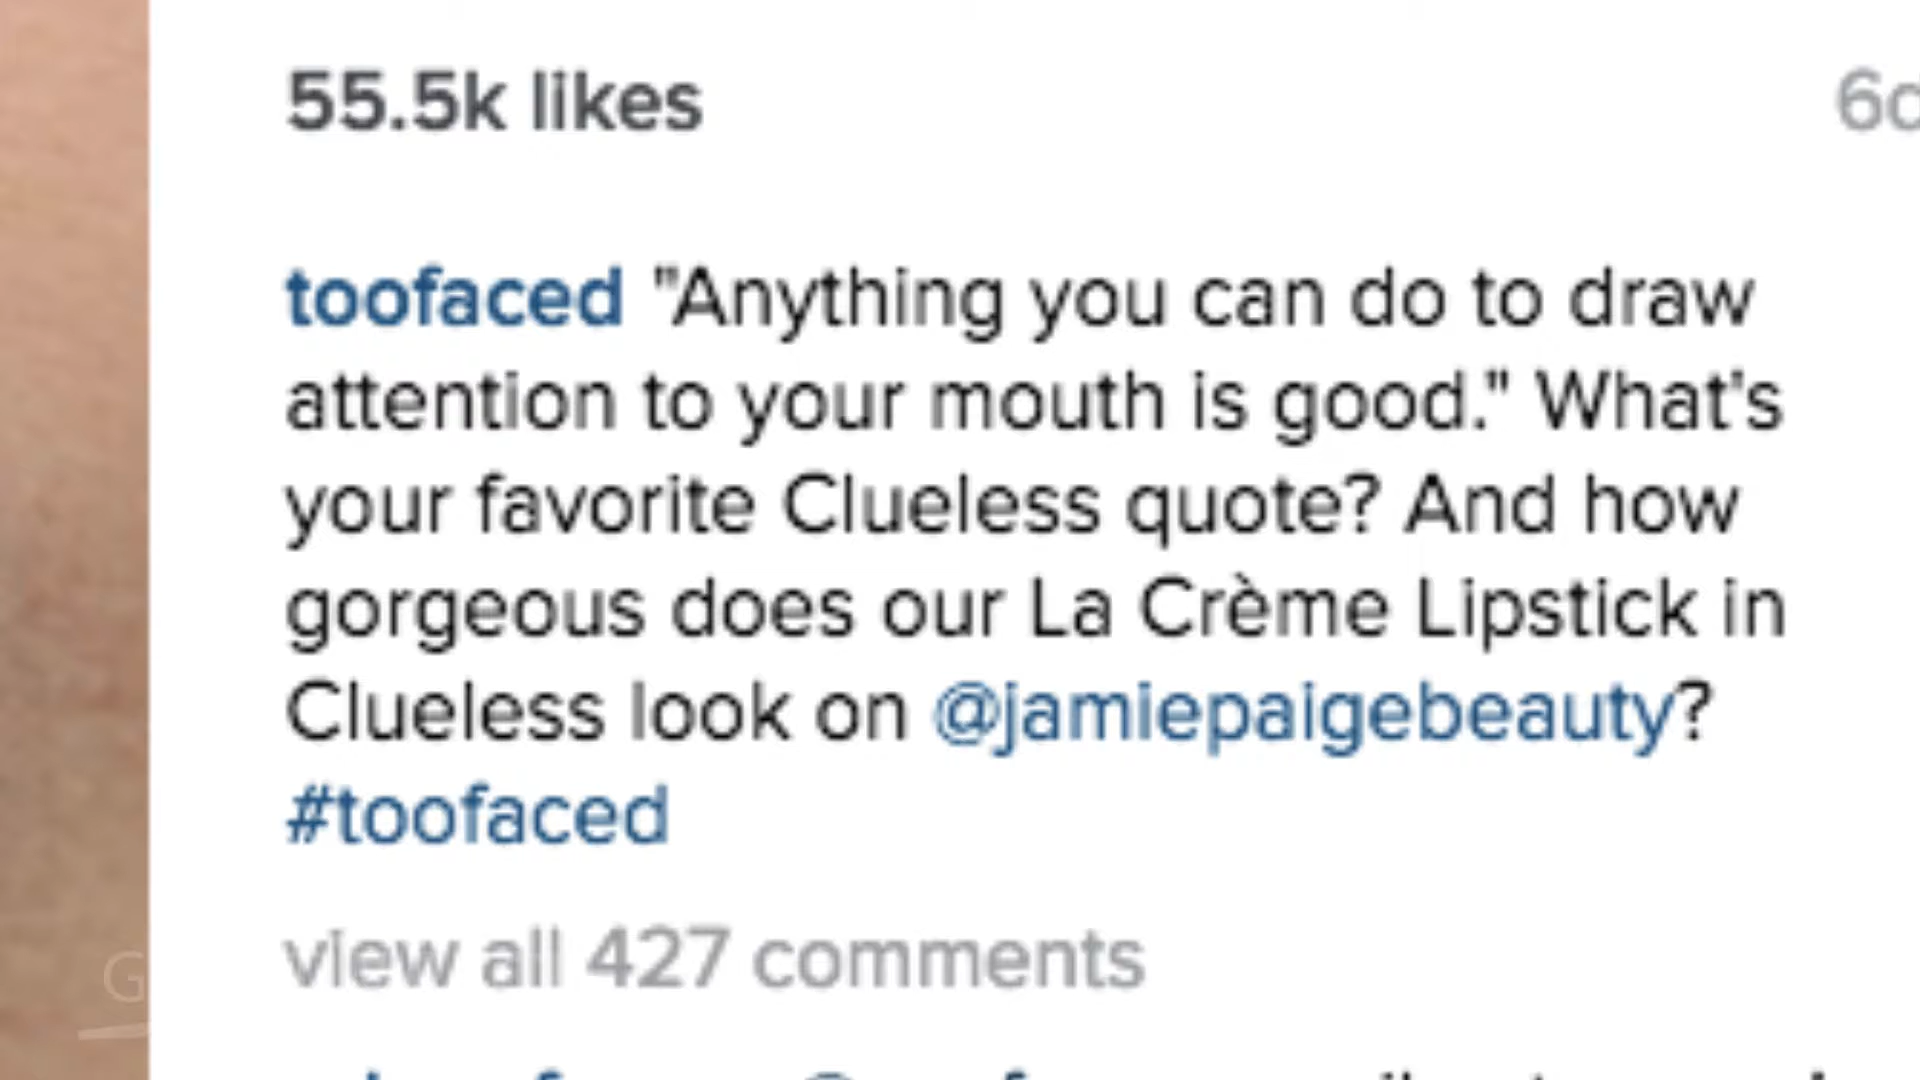 55.5k likes
toofaced "Anything you can do to draw
attention to your mouth is good." What's
your favorite Clueless quote? And how
gorgeous does our La Crème Lipstick in
Clueless look on @jamiepaigebeauty?
#toofaced
view all 427 comments